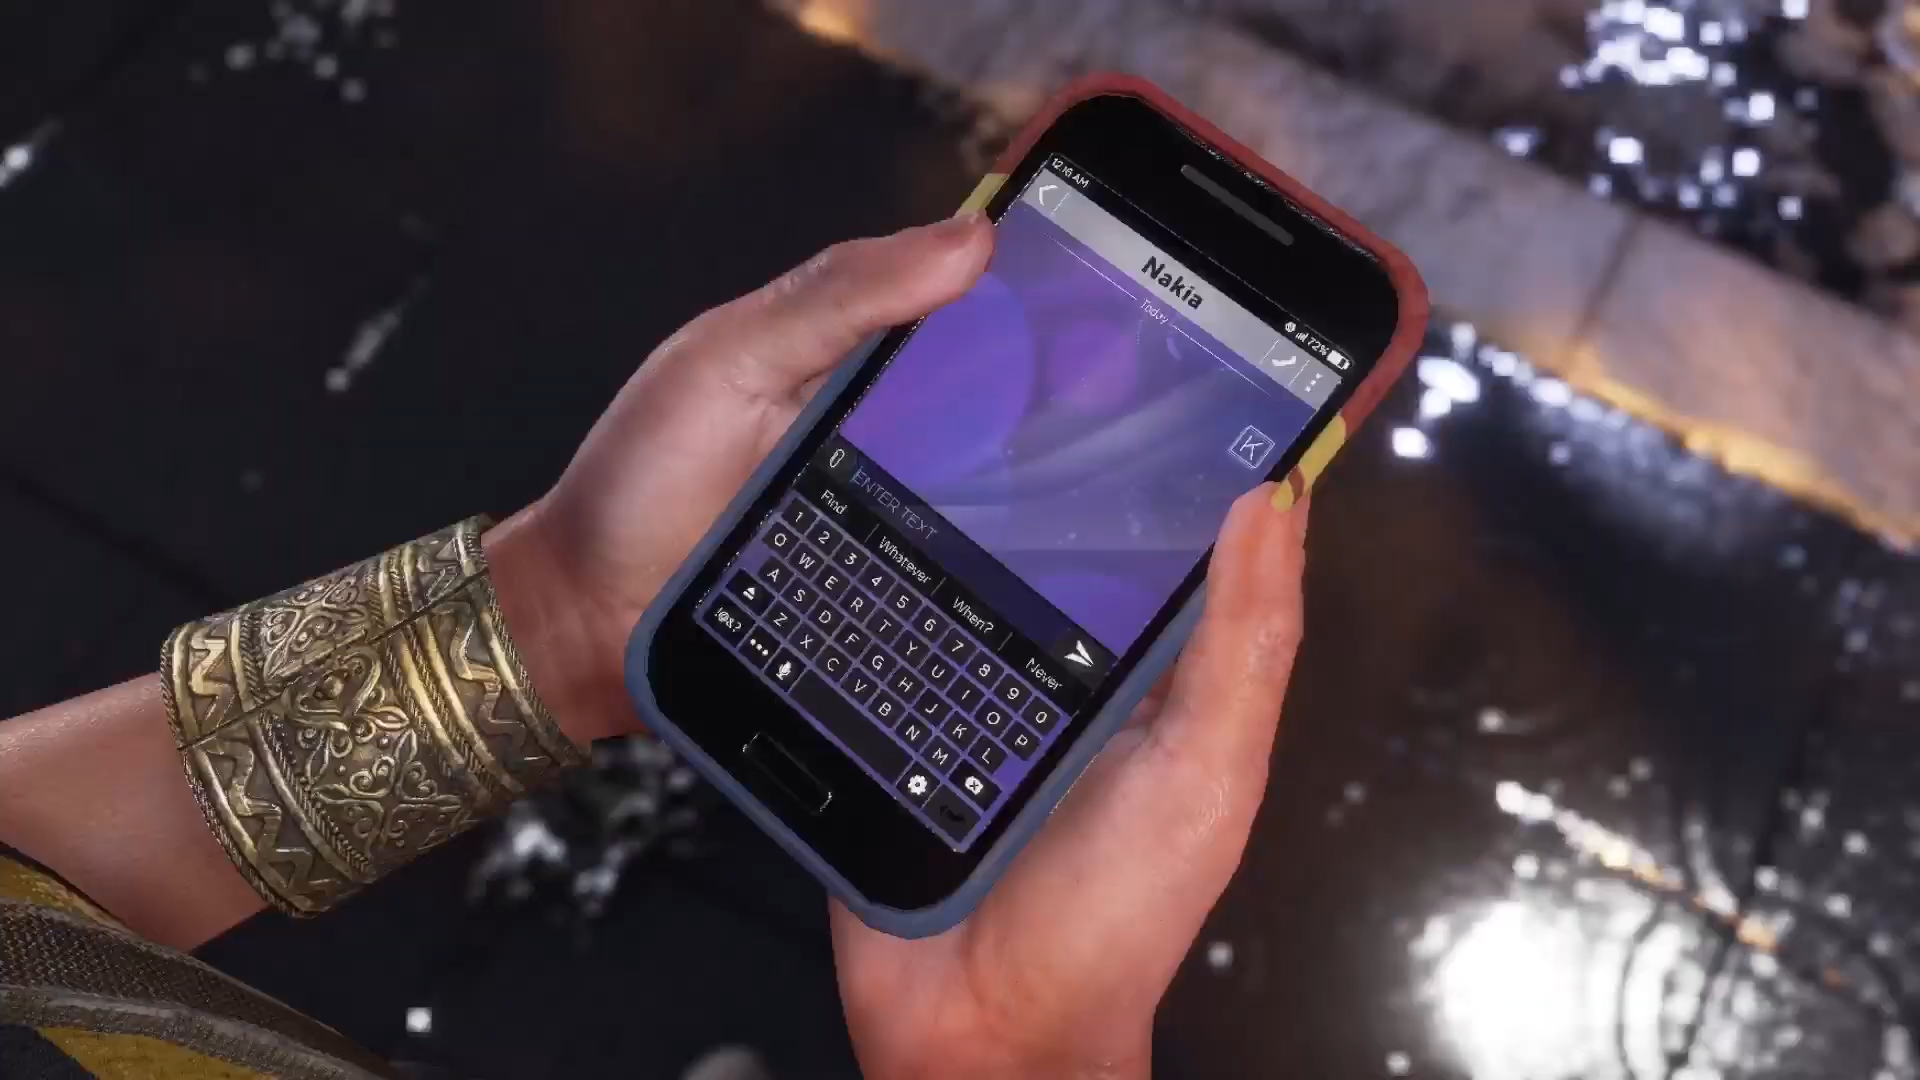 12:16 AM
72%
Nakia
Today
K
ENTER TEXT
Find Whatever When? Never
1 2 3 4 5 6 7 8 9 0
Q W E R T Y U I O P
A S D F G H J K L
Z X C V B N M
!@&?